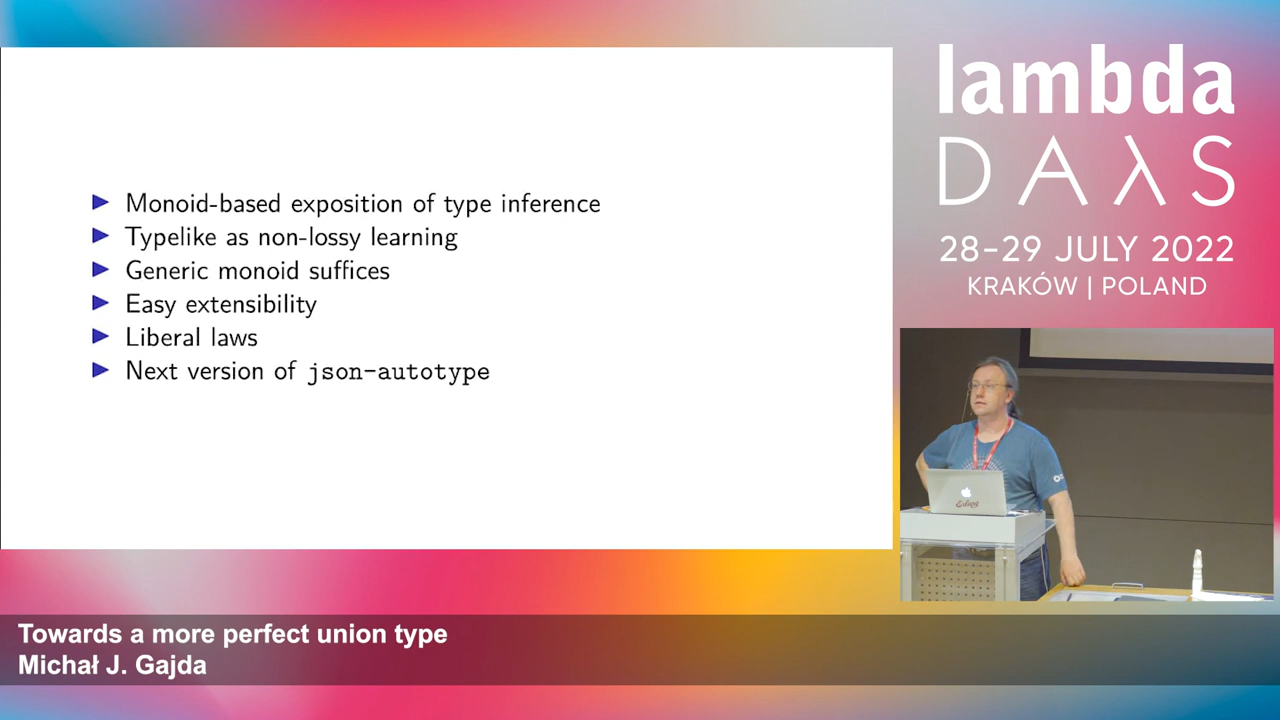 Monoid-based exposition of type inference
Typelike as non-lossy learning
Generic monoid suffices
Easy extensibility
Liberal laws
Next version of json-autotype
lambda
DAλS
28–29 JULY 2022
KRAKÓW | POLAND
Erlang
Towards a more perfect union type
Michał J. Gajda